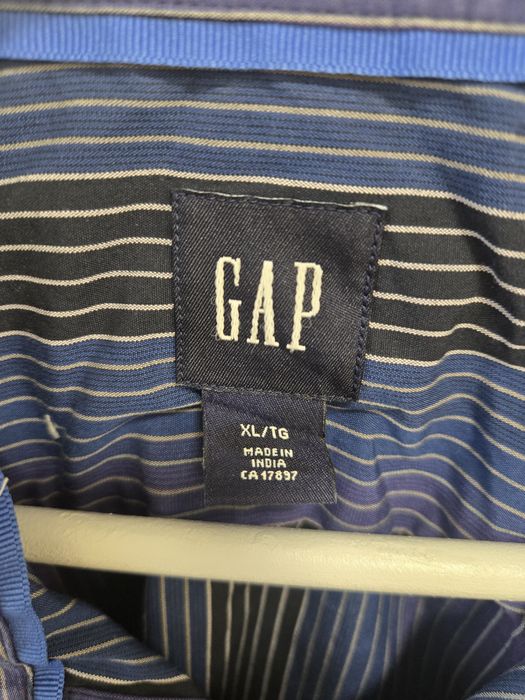 GAP
XL/TG
MADE IN
INDIA
CA 17897